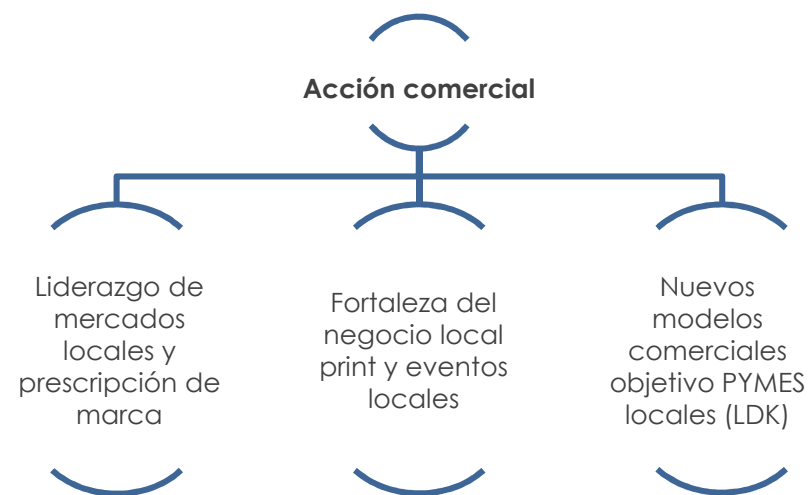 Acción comercial
Liderazgo de
mercados
locales y
prescripción de
marca
Fortaleza del
negocio local
print y eventos
locales
Nuevos
modelos
comerciales
objetivo PYMES
locales (LDK)